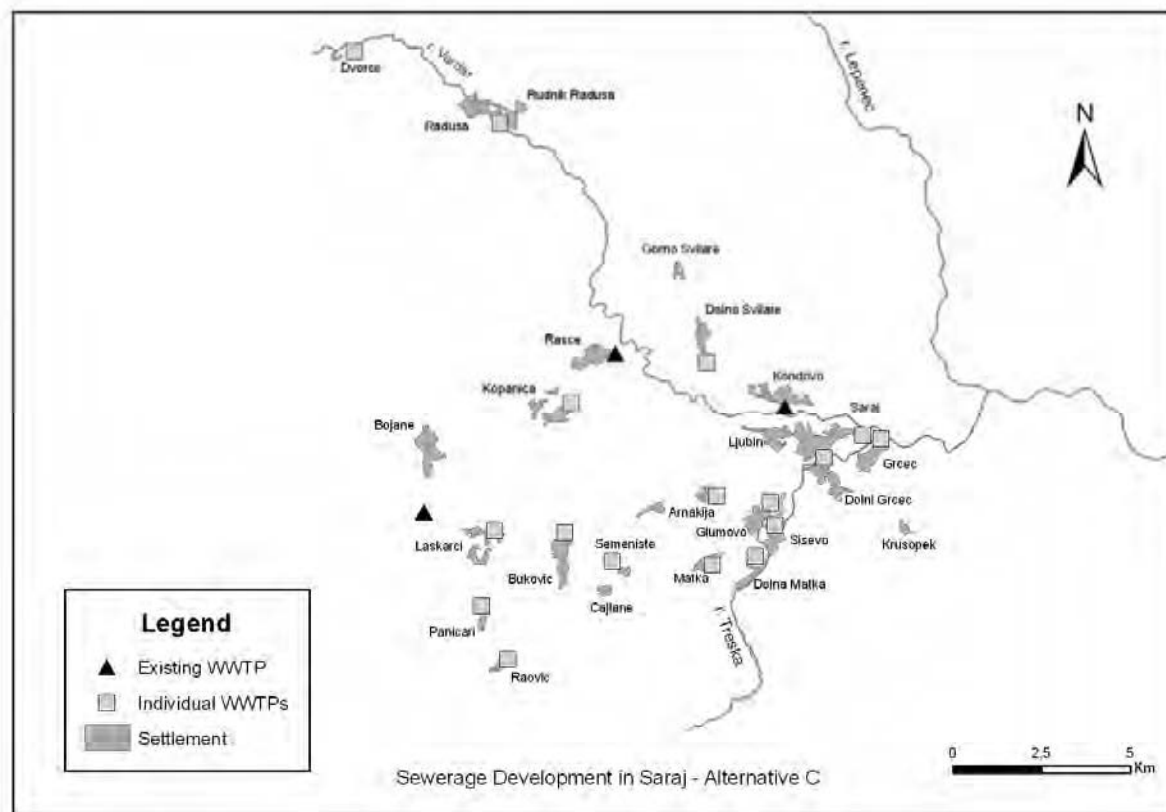 r. Vardar
Dvorce
r. Lepenec
Rudnik Radusa
Radusa
N
Gorno Svilare
Dolno Svilare
Rasce
Kondovo
Kopanica
Saraj
Bojane
Ljubin
Grcec
Dolni Grcec
Arnakija
Glumovo
Sisevo
Krusopek
Laskarci
Semeniste
Bukovic
Matka
Dolna Matka
Cajlane
Panicari
r. Treska
Raovic
Legend
Existing WWTP
Individual WWTPs
Settlement
0 2,5 5
Km
Sewerage Development in Saraj - Alternative C